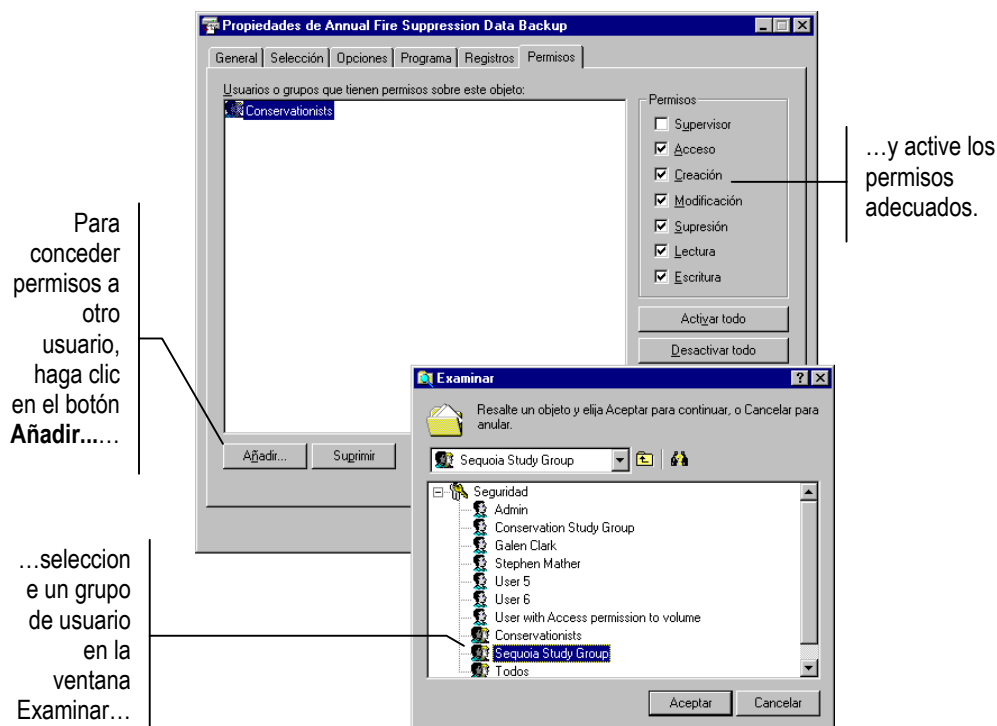 Propiedades de Annual Fire Suppression Data Backup
General Selección Opciones Programa Registros Permisos
Usuarios o grupos que tienen permisos sobre este objeto:
Conservationists
Permisos
Supervisor
Acceso
Creación
Modificación
Supresión
Lectura
Escritura
Activar todo
Desactivar todo
Añadir...
Suprimir
…y active los
permisos
adecuados.
Para
conceder
permisos a
otro
usuario,
haga clic
en el botón
Añadir...…
Examinar
Resalte un objeto y elija Aceptar para continuar, o Cancelar para
anular.
Sequoia Study Group
Seguridad
Admin
Conservation Study Group
Galen Clark
Stephen Mather
User 5
User 6
User with Access permission to volume
Conservationists
Sequoia Study Group
Todos
Aceptar
Cancelar
…seleccion
e un grupo
de usuario
en la
ventana
Examinar…